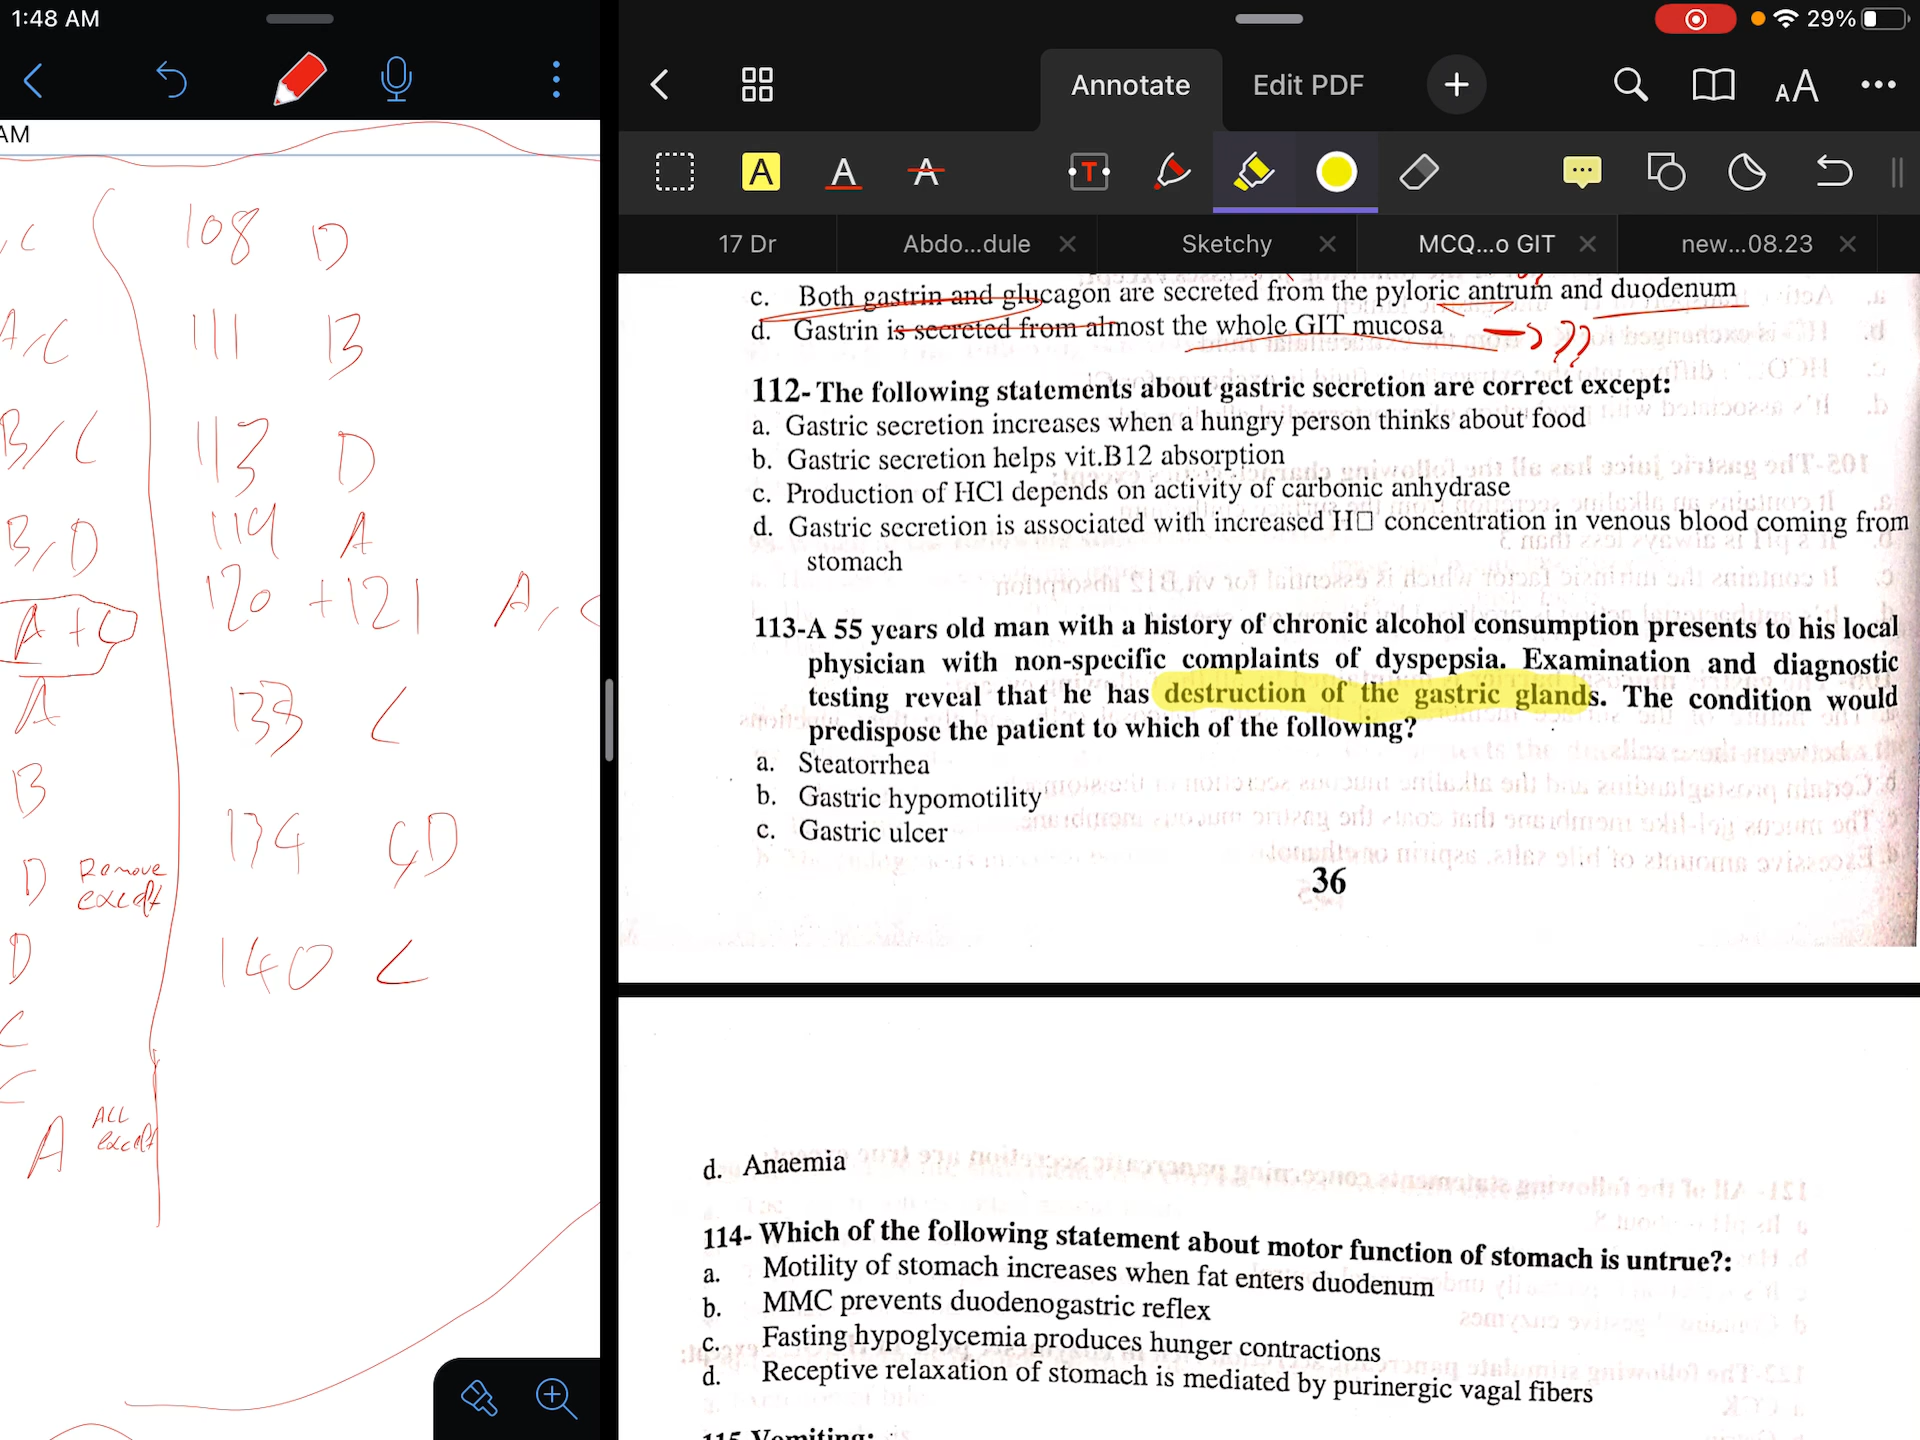 1:48 AM
AM
C
A/C
B/C
B/D
A + C
A
B
D Remove except
D
C
C
A ALL except
108 D
111 B
113 D
114 A
120 + 121 A,
138 C
134 C,D
140 C
29%
Annotate
Edit PDF
17 Dr
Abdo...dule
Sketchy
MCQ...o GIT
new...08.23
c. Both gastrin and glucagon are secreted from the pyloric antrum and duodenum
d. Gastrin is secreted from almost the whole GIT mucosa
112- The following statements about gastric secretion are correct except:
a. Gastric secretion increases when a hungry person thinks about food
b. Gastric secretion helps vit.B12 absorption
c. Production of HCl depends on activity of carbonic anhydrase
d. Gastric secretion is associated with increased H□ concentration in venous blood coming from
stomach
113-A 55 years old man with a history of chronic alcohol consumption presents to his local
physician with non-specific complaints of dyspepsia. Examination and diagnostic
testing reveal that he has destruction of the gastric glands. The condition would
predispose the patient to which of the following?
a. Steatorrhea
b. Gastric hypomotility
c. Gastric ulcer
36
d. Anaemia
114- Which of the following statement about motor function of stomach is untrue?:
a. Motility of stomach increases when fat enters duodenum
b. MMC prevents duodenogastric reflex
c. Fasting hypoglycemia produces hunger contractions
d. Receptive relaxation of stomach is mediated by purinergic vagal fibers
115 Vomiting: